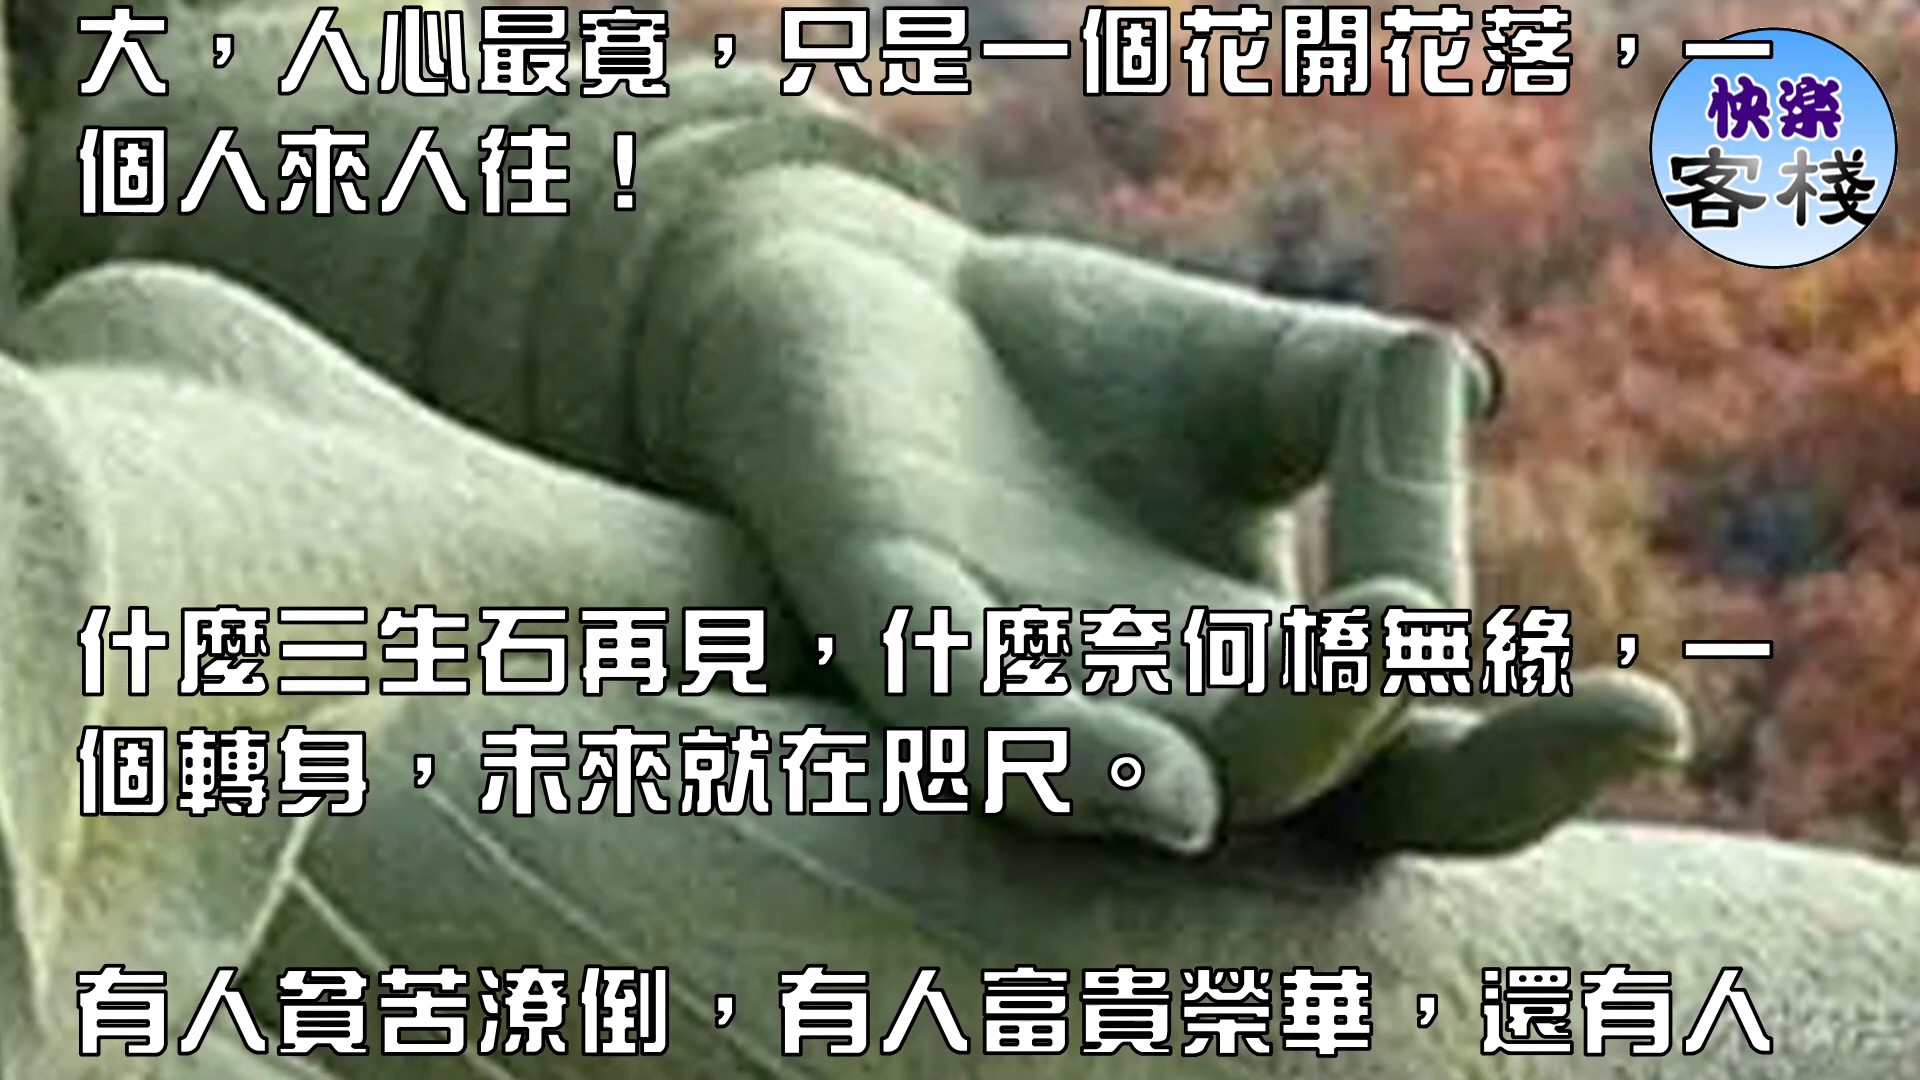 大，人心最寬，只是一個花開花落，一
個人來人往！
快樂
客棧
什麼三生石再見，什麼奈何橋無緣，一
個轉身，未來就在咫尺。
有人貧苦潦倒，有人富貴榮華，還有人